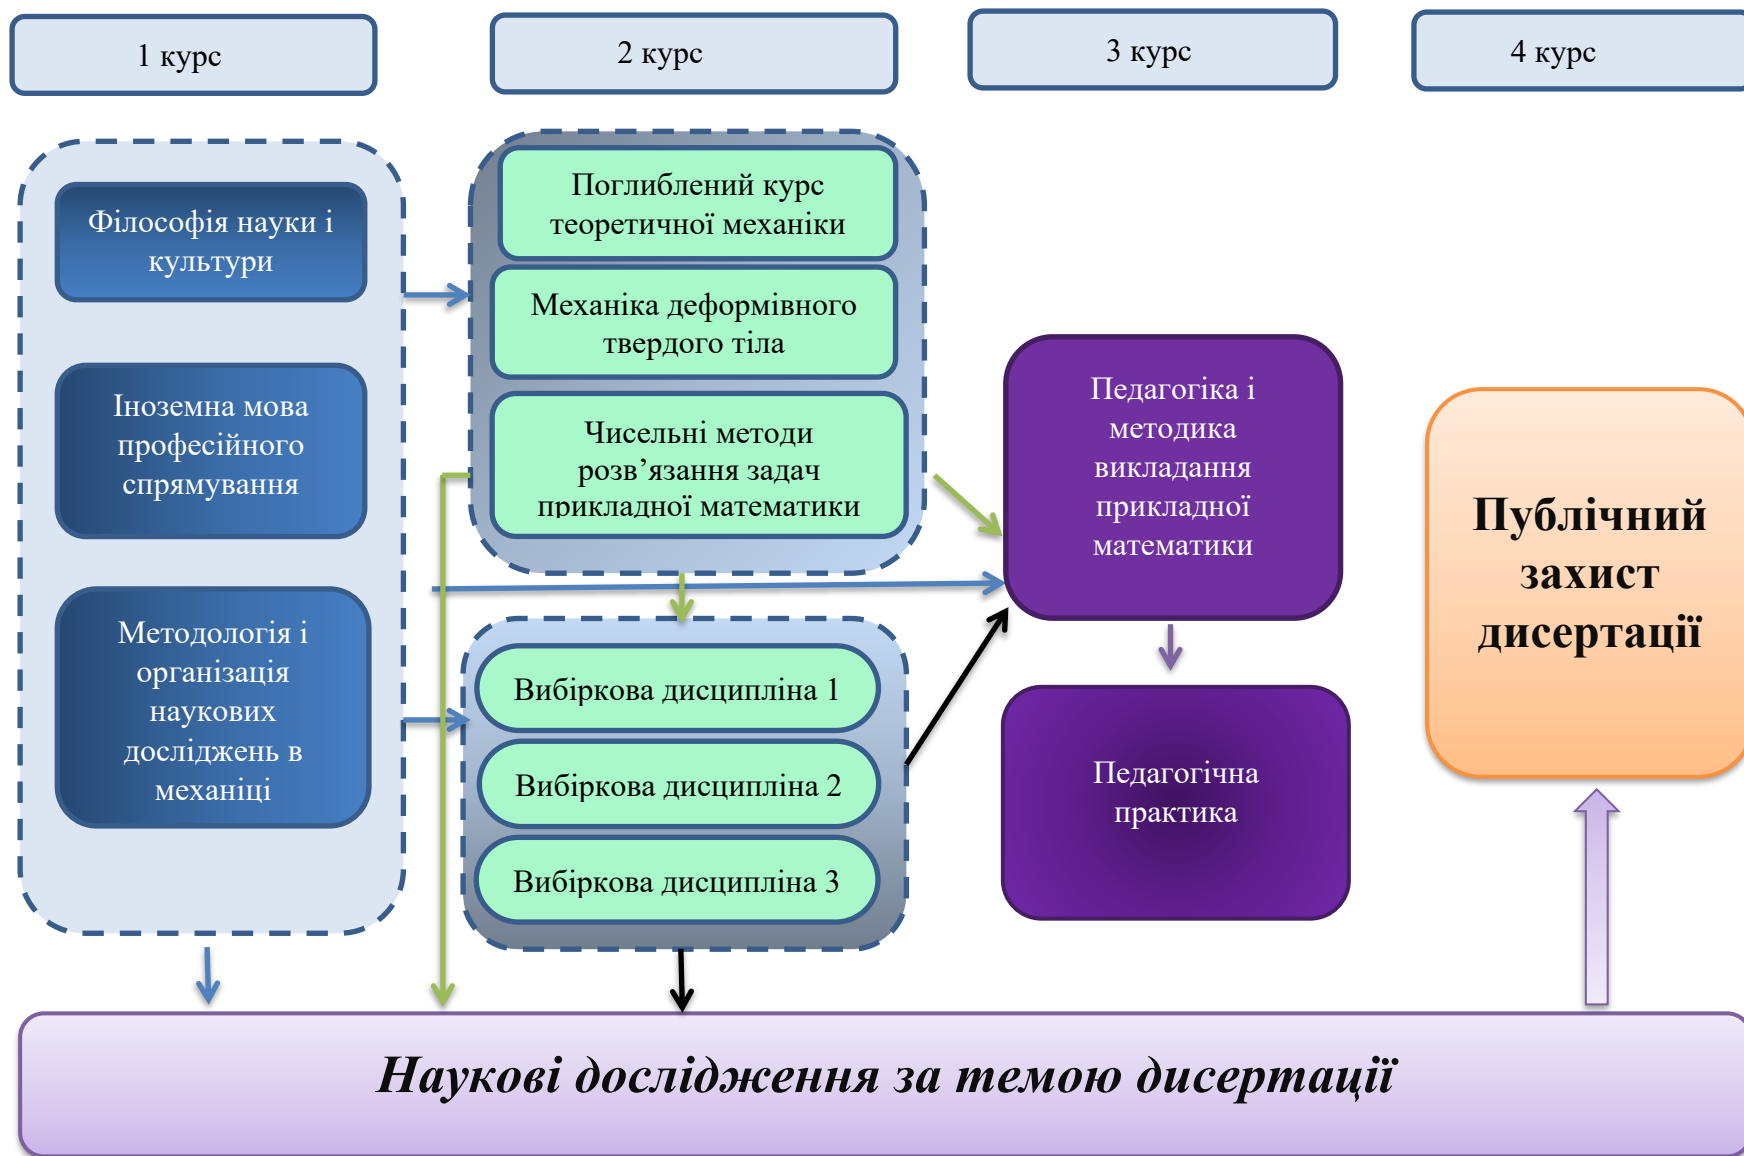 1 курс
2 курс
3 курс
4 курс
Філософія науки і
культури
Іноземна мова
професійного
спрямування
Методологія і
організація
наукових
досліджень в
механіці
Поглиблений курс
теоретичної механіки
Механіка деформівного
твердого тіла
Чисельні методи
розв’язання задач
прикладної математики
Вибіркова дисципліна 1
Вибіркова дисципліна 2
Вибіркова дисципліна 3
Педагогіка і
методика
викладання
прикладної
математики
Педагогічна
практика
Публічний
захист
дисертації
Наукові дослідження за темою дисертації